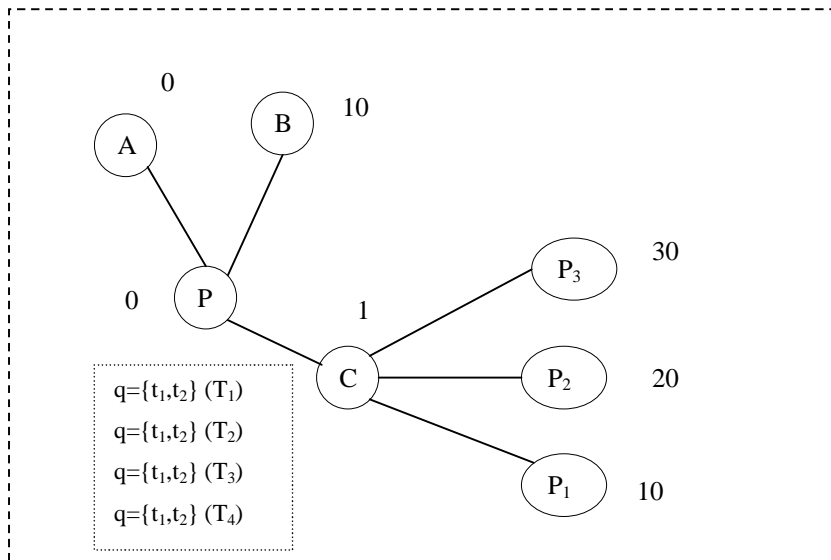 0
A
B
10
P₃
30
0
P
1
C
P₂
20
P₁
10
q={t₁,t₂} (T₁)
q={t₁,t₂} (T₂)
q={t₁,t₂} (T₃)
q={t₁,t₂} (T₄)